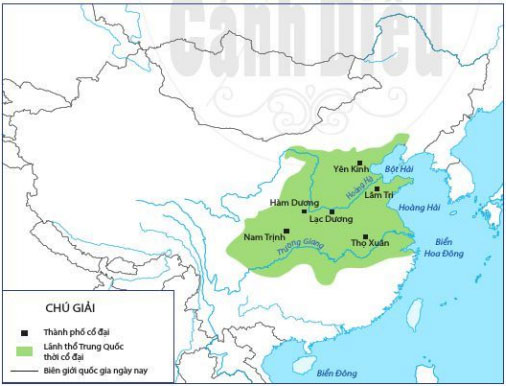 Cánh Diều
Yên Kinh
Bột Hải
Hoàng Hà
Lâm Tri
Hàm Dương
Lạc Dương
Hoàng Hải
Nam Trịnh
Trường Giang
Thọ Xuân
Biển
Hoa Đông
CHÚ GIẢI
Thành phố cổ đại
Lãnh thổ Trung Quốc
thời cổ đại
Biên giới quốc gia ngày nay
Biển Đông